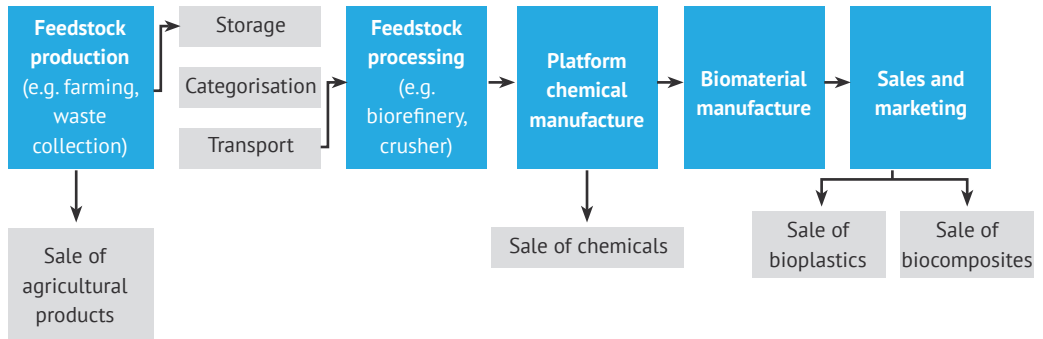 Feedstock
production
(e.g. farming,
waste
collection)
Storage
Categorisation
Transport
Feedstock
processing
(e.g.
biorefinery,
crusher)
Platform
chemical
manufacture
Biomaterial
manufacture
Sales and
marketing
Sale of
agricultural
products
Sale of chemicals
Sale of
bioplastics
Sale of
biocomposites